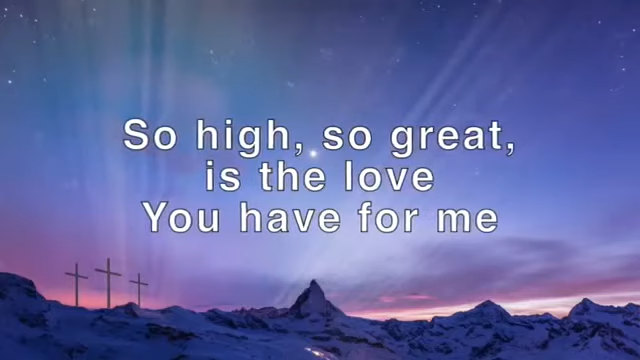 So high, so great,
is the love
You have for me